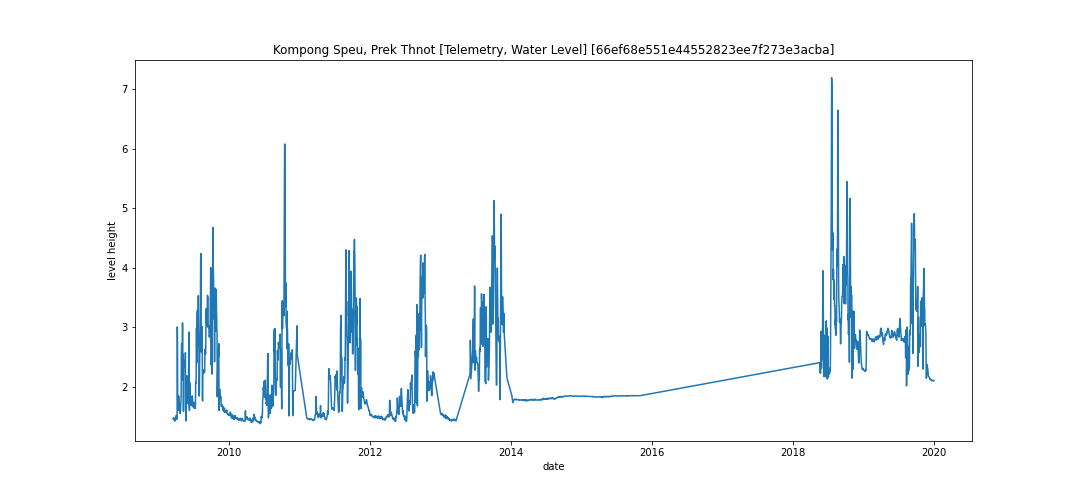 Kompong Speu, Prek Thnot [Telemetry, Water Level] [66ef68e551e44552823ee7f273e3acba]
7
6
5
4
3
2
level height
2010 2012 2014 2016 2018 2020
date